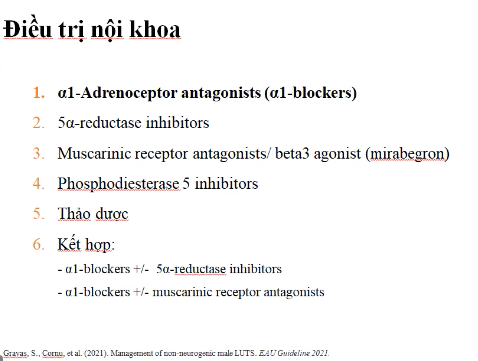 Điều trị nội khoa
1. α1-Adrenoceptor antagonists (α1-blockers)
2. 5α-reductase inhibitors
3. Muscarinic receptor antagonists/ beta3 agonist (mirabegron)
4. Phosphodiesterase 5 inhibitors
5. Thảo dược
6. Kết hợp:
- α1-blockers +/- 5α-reductase inhibitors
- α1-blockers +/- muscarinic receptor antagonists
Gravas, S., Cornu, et al. (2021). Management of non-neurogenic male LUTS. EAU Guideline 2021.